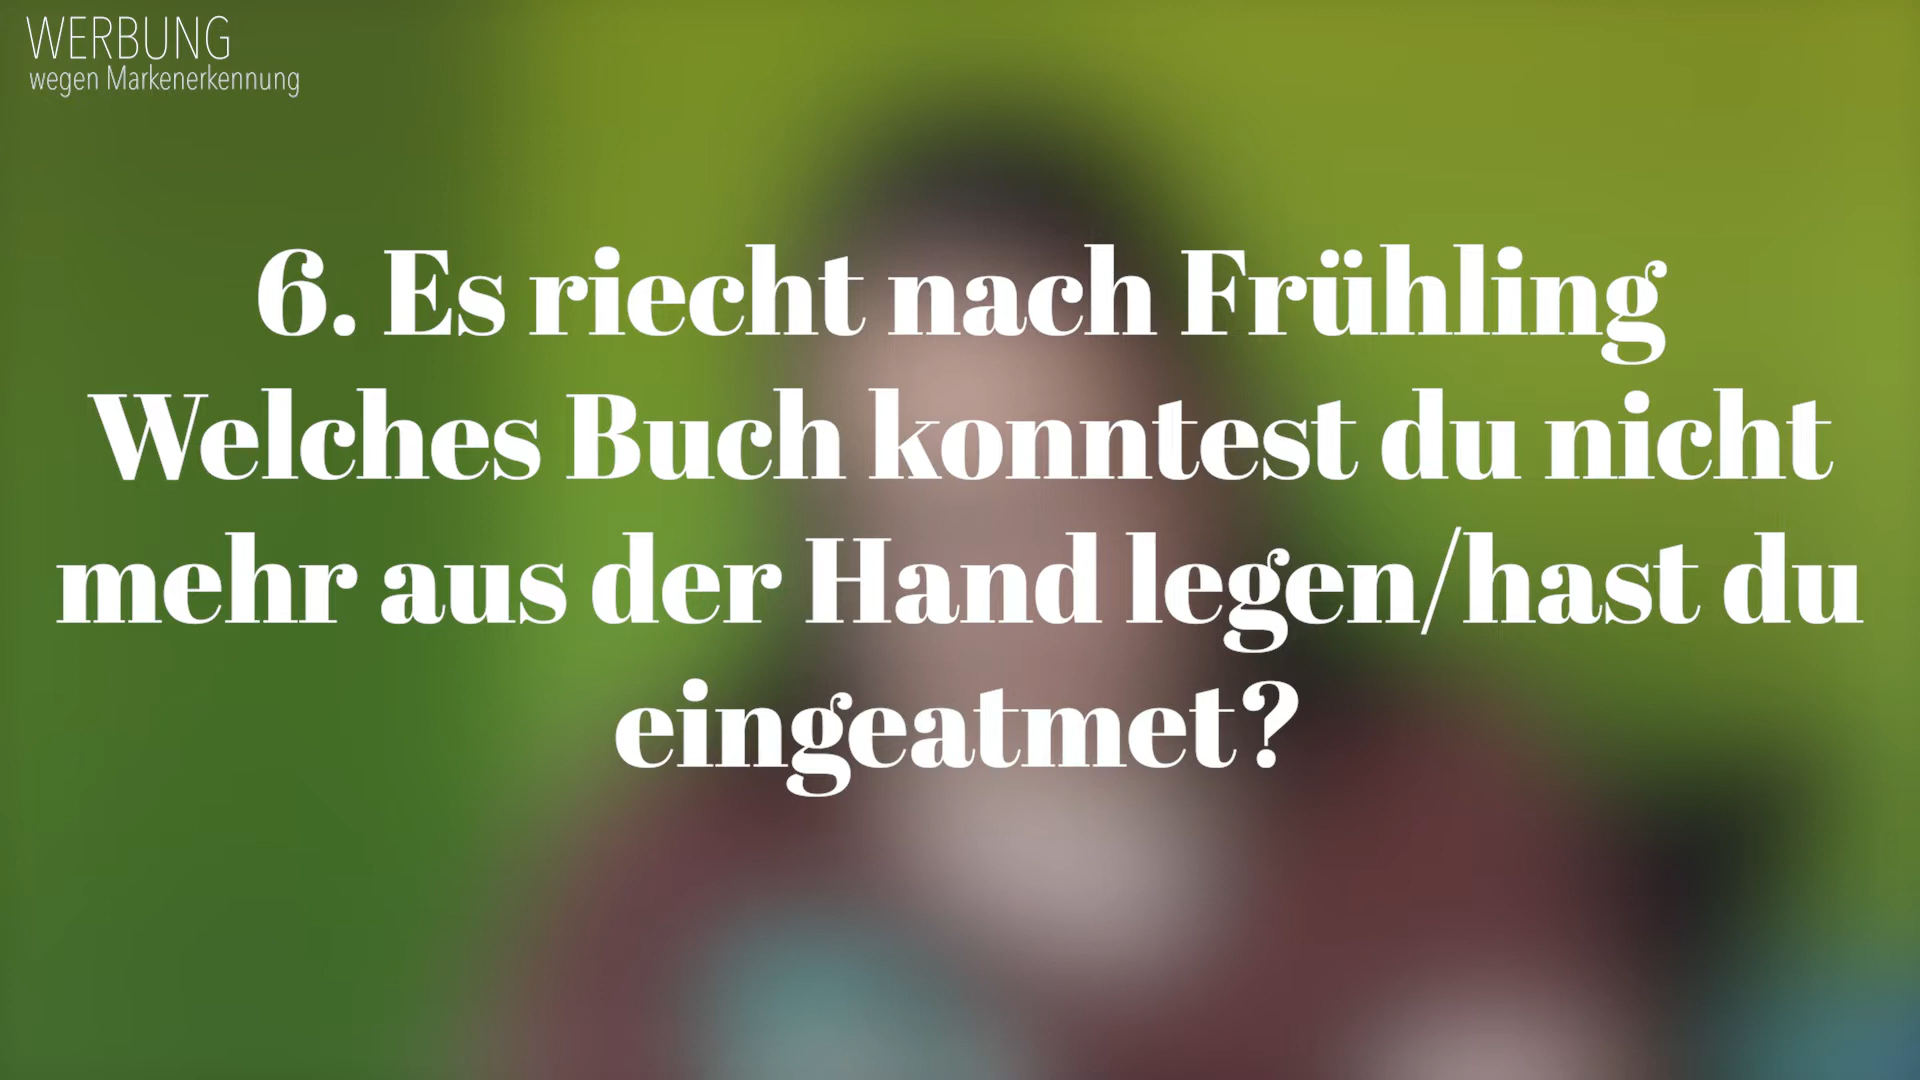 WERBUNG
wegen Markenerkennung
6. Es riecht nach Frühling
Welches Buch konntest du nicht
mehr aus der Hand legen/hast du
eingeatmet?